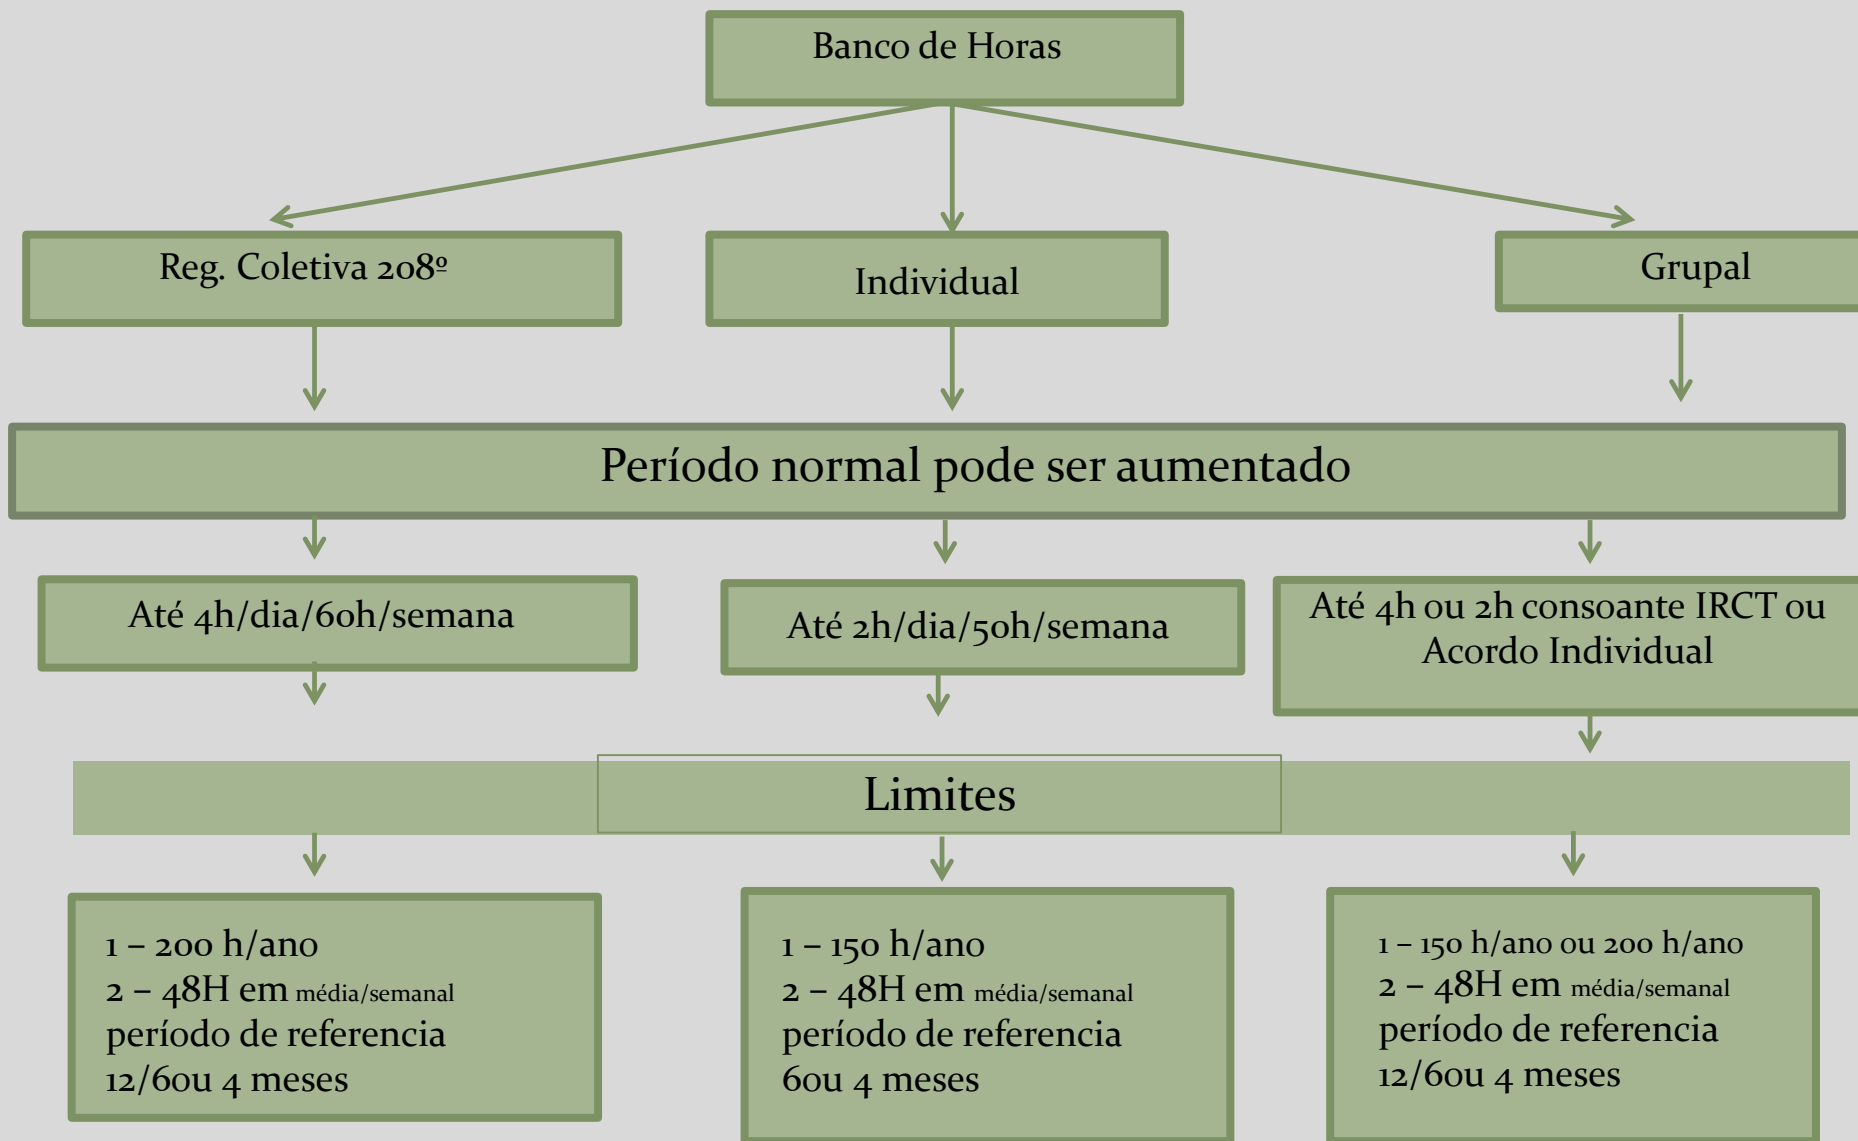 Banco de Horas
Reg. Coletiva 208º
Individual
Grupal
Período normal pode ser aumentado
Até 4h/dia/60h/semana
Até 2h/dia/50h/semana
Até 4h ou 2h consoante IRCT ou
Acordo Individual
Limites
1 – 200 h/ano
2 – 48H em média/semanal
período de referencia
12/6ou 4 meses
1 – 150 h/ano
2 – 48H em média/semanal
período de referencia
6ou 4 meses
1 – 150 h/ano ou 200 h/ano
2 – 48H em média/semanal
período de referencia
12/6ou 4 meses